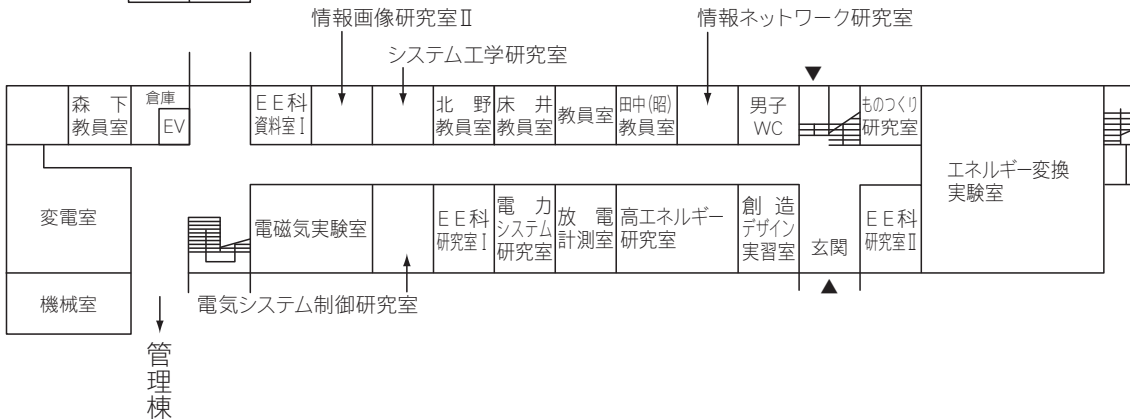 情報画像研究室Ⅱ
情報ネットワーク研究室
システム工学研究室
森下
教員室
倉庫
EV
EE科
資料室Ⅰ
北野
教員室
床井
教員室
教員室
田中(昭)
教員室
男子
WC
ものつくり
研究室
エネルギー変換
実験室
変電室
電磁気実験室
EE科
研究室Ⅰ
電力
システム
研究室
放電
計測室
高エネルギー
研究室
創造
デザイン
実習室
玄関
EE科
研究室Ⅱ
機械室
電気システム制御研究室
管理棟